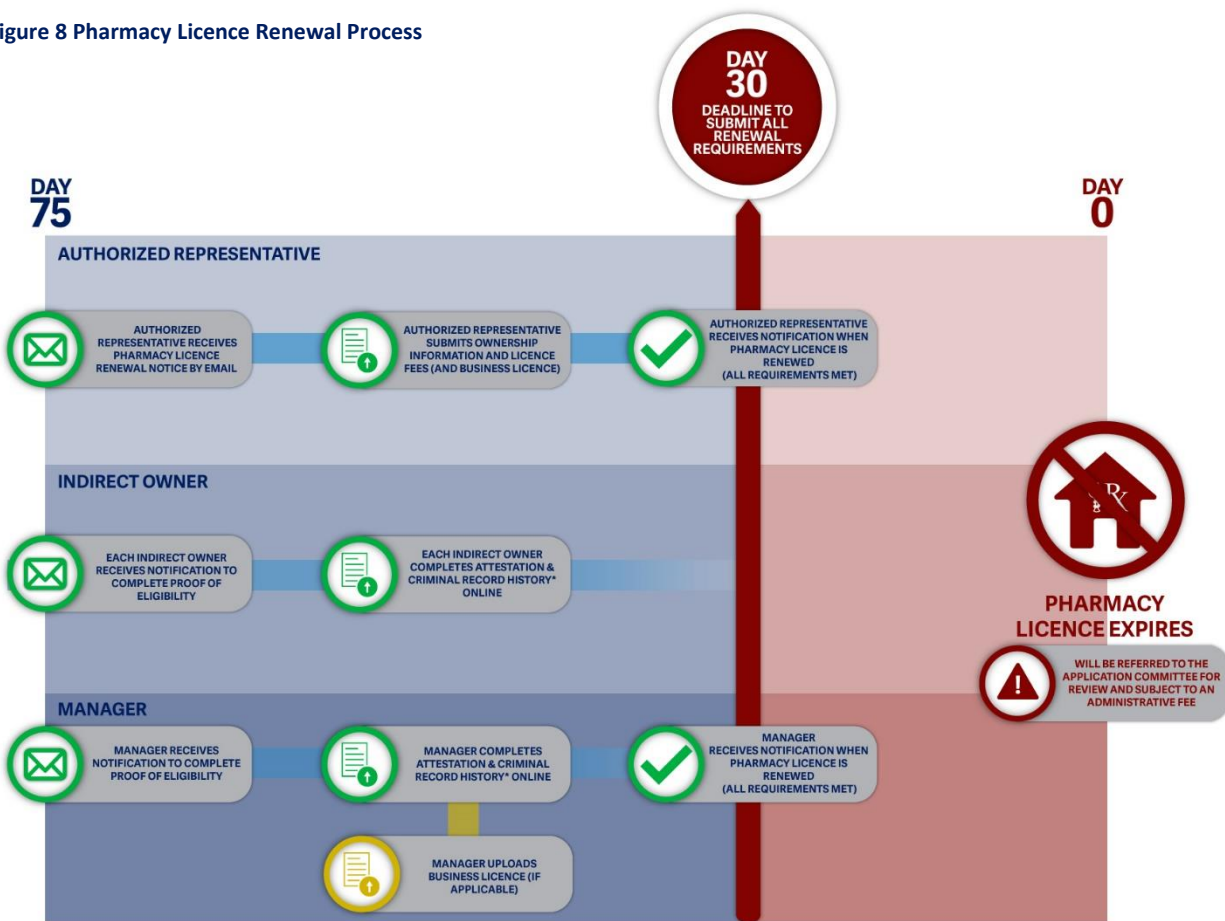 igure 8 Pharmacy Licence Renewal Process
DAY
30
DEADLINE TO
SUBMIT ALL
RENEWAL
REQUIREMENTS
DAY
75
DAY
0
AUTHORIZED REPRESENTATIVE
AUTHORIZED
REPRESENTATIVE RECEIVES
PHARMACY LICENCE
RENEWAL NOTICE BY EMAIL
AUTHORIZED REPRESENTATIVE
SUBMITS OWNERSHIP
INFORMATION AND LICENCE
FEES (AND BUSINESS LICENCE)
AUTHORIZED REPRESENTATIVE
RECEIVES NOTIFICATION WHEN
PHARMACY LICENCE IS
RENEWED
(ALL REQUIREMENTS MET)
INDIRECT OWNER
EACH INDIRECT OWNER
RECEIVES NOTIFICATION TO
COMPLETE PROOF OF
ELIGIBILITY
EACH INDIRECT OWNER
COMPLETES ATTESTATION &
CRIMINAL RECORD HISTORY*
ONLINE
PHARMACY
LICENCE EXPIRES
WILL BE REFERRED TO THE
APPLICATION COMMITTEE FOR
REVIEW AND SUBJECT TO AN
ADMINISTRATIVE FEE
MANAGER
MANAGER RECEIVES
NOTIFICATION TO COMPLETE
PROOF OF ELIGIBILITY
MANAGER COMPLETES
ATTESTATION & CRIMINAL
RECORD HISTORY* ONLINE
MANAGER
RECEIVES NOTIFICATION WHEN
PHARMACY LICENCE IS
RENEWED
(ALL REQUIREMENTS MET)
MANAGER UPLOADS
BUSINESS LICENCE (IF
APPLICABLE)